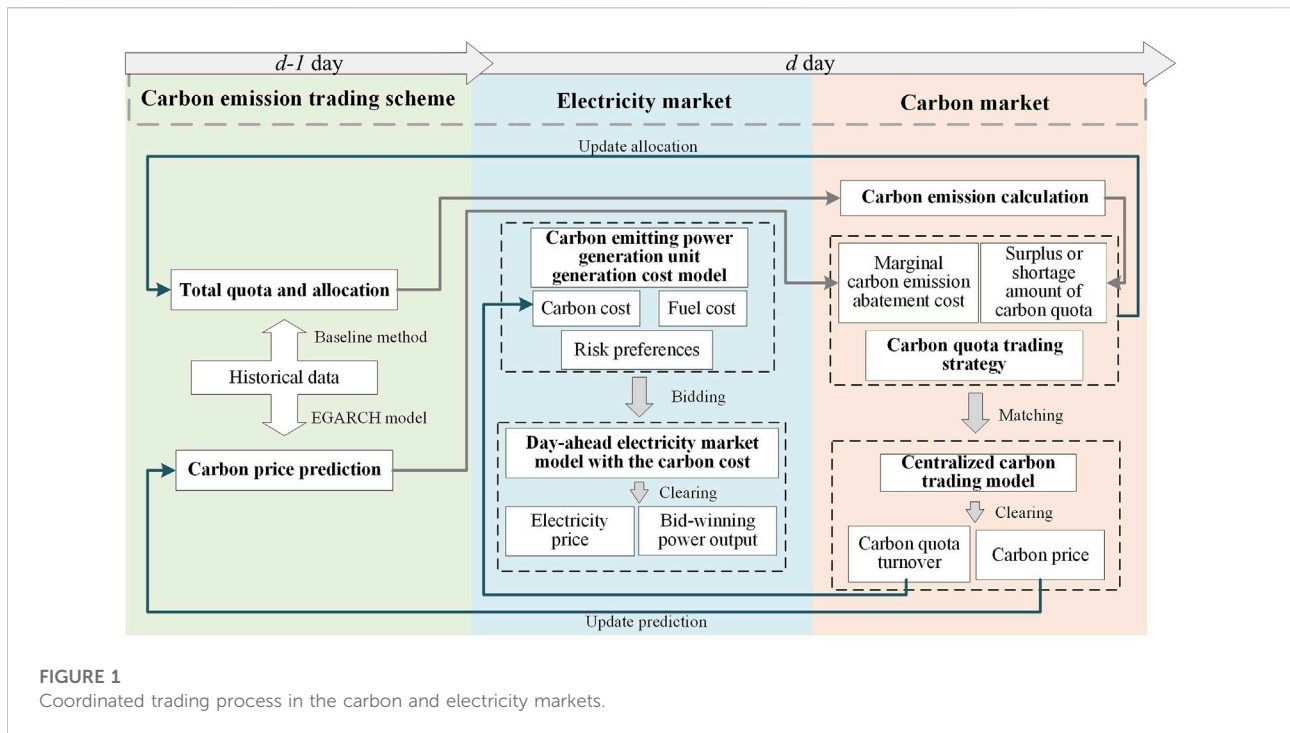 d-1 day
d day
Carbon emission trading scheme
Electricity market
Carbon market
Update allocation
Total quota and allocation
Baseline method
Historical data
EGARCH model
Carbon price prediction
Carbon emitting power
generation unit
generation cost model
Carbon cost
Fuel cost
Risk preferences
Bidding
Day-ahead electricity market
model with the carbon cost
Clearing
Electricity
price
Bid-winning
power output
Carbon emission calculation
Marginal
carbon emission
abatement cost
Surplus or
shortage
amount of
carbon quota
Carbon quota trading
strategy
Matching
Centralized carbon
trading model
Clearing
Carbon quota
turnover
Carbon price
Update prediction
FIGURE 1
Coordinated trading process in the carbon and electricity markets.